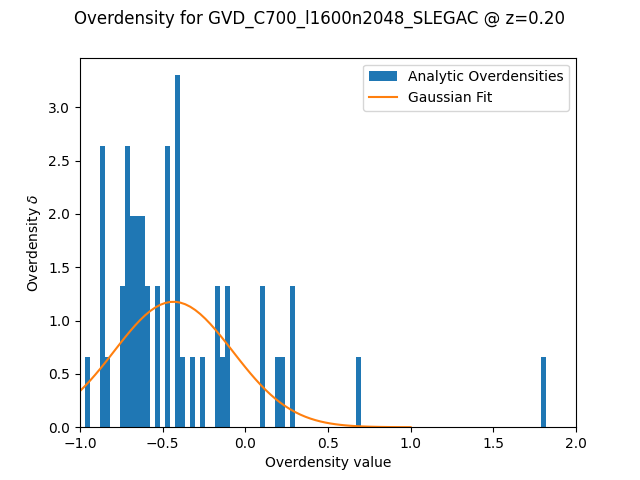 Overdensity for GVD_C700_l1600n2048_SLEGAC @ z=0.20
Analytic Overdensities
Gaussian Fit
Overdensity δ
3.0
2.5
2.0
1.5
1.0
0.5
0.0
−1.0 −0.5 0.0 0.5 1.0 1.5 2.0
Overdensity value